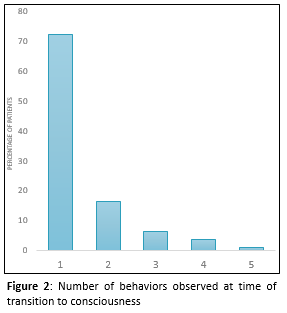 80
70
60
50
40
30
20
10
0
PERCENTAGE OF PATIENTS
1 2 3 4 5
Figure 2: Number of behaviors observed at time of
transition to consciousness